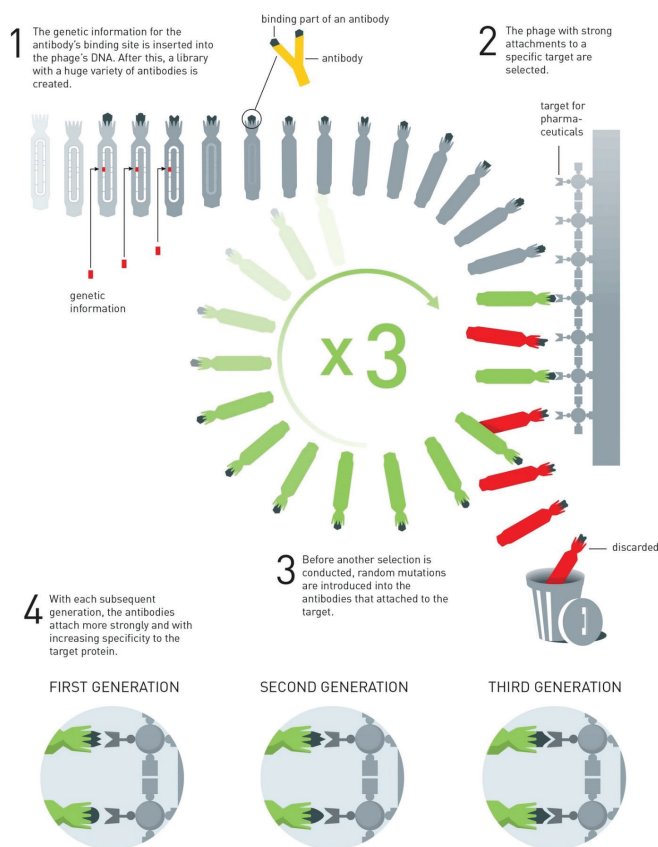 1
The genetic information for the
antibody's binding site is inserted into
the phage's DNA. After this, a library
with a huge variety of antibodies is
created.
binding part of an antibody
antibody
2
The phage with strong
attachments to a
specific target are
selected.
target for
pharma-
ceuticals
genetic
information
x 3
discarded
3
Before another selection is
conducted, random mutations
are introduced into the
antibodies that attached to the
target.
4
With each subsequent
generation, the antibodies
attach more strongly and with
increasing specificity to the
target protein.
FIRST GENERATION
SECOND GENERATION
THIRD GENERATION